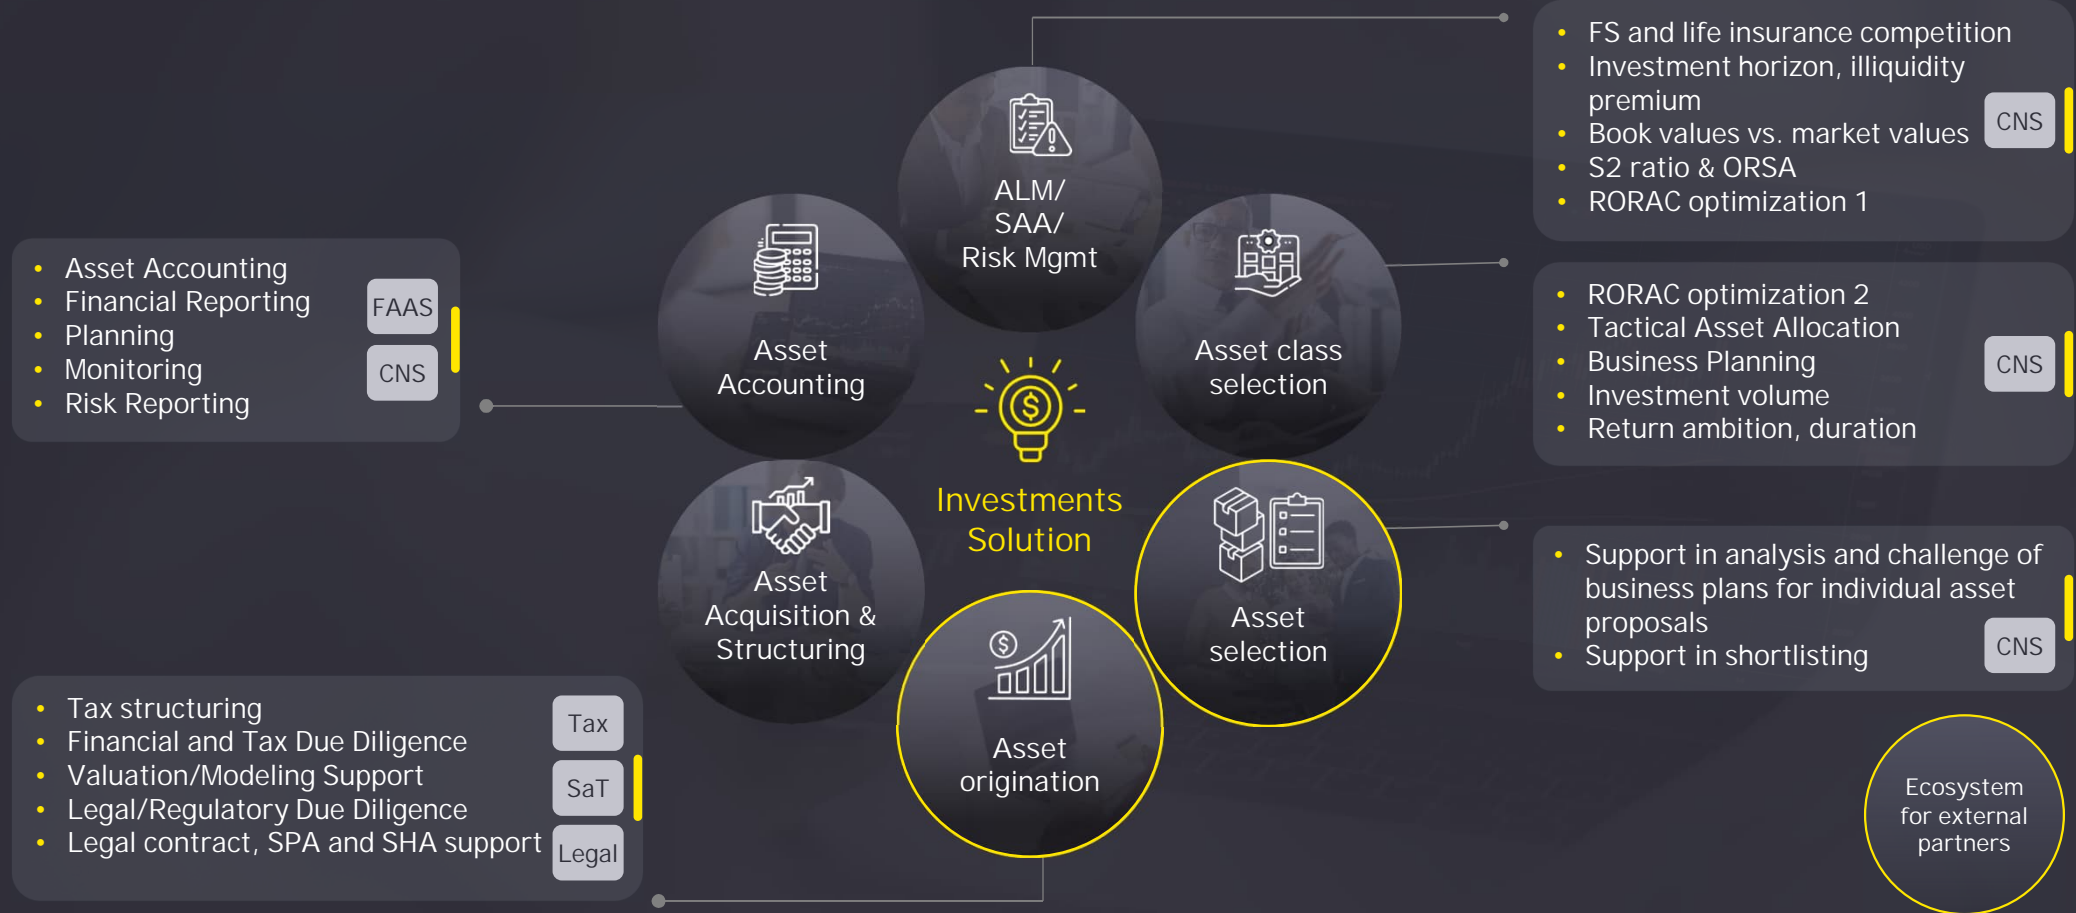 ALM/
SAA/
Risk Mgmt
Asset
Accounting
Asset class
selection
Investments
Solution
Asset
Acquisition &
Structuring
Asset
selection
Asset
origination
• FS and life insurance competition
• Investment horizon, illiquidity
premium
• Book values vs. market values
• S2 ratio & ORSA
• RORAC optimization 1
CNS
• RORAC optimization 2
• Tactical Asset Allocation
• Business Planning
• Investment volume
• Return ambition, duration
CNS
• Support in analysis and challenge of
business plans for individual asset
proposals
• Support in shortlisting
CNS
• Asset Accounting
• Financial Reporting
• Planning
• Monitoring
• Risk Reporting
FAAS
CNS
• Tax structuring
• Financial and Tax Due Diligence
• Valuation/Modeling Support
• Legal/Regulatory Due Diligence
• Legal contract, SPA and SHA support
Tax
SaT
Legal
Ecosystem
for external
partners